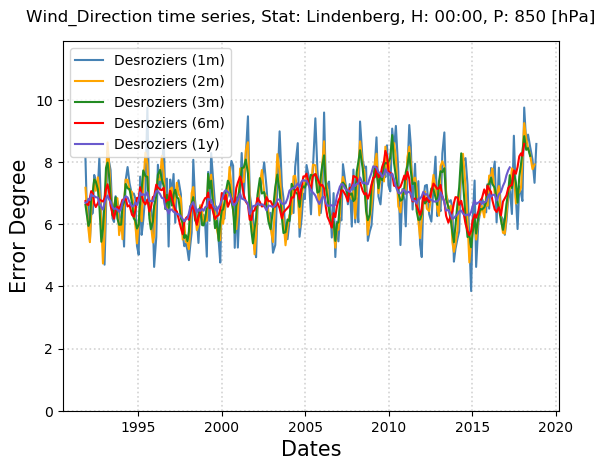 Wind_Direction time series, Stat: Lindenberg, H: 00:00, P: 850 [hPa]
Desroziers (1m)
Desroziers (2m)
Desroziers (3m)
Desroziers (6m)
Desroziers (1y)
Error Degree
10
8
6
4
2
0
1995 2000 2005 2010 2015 2020
Dates